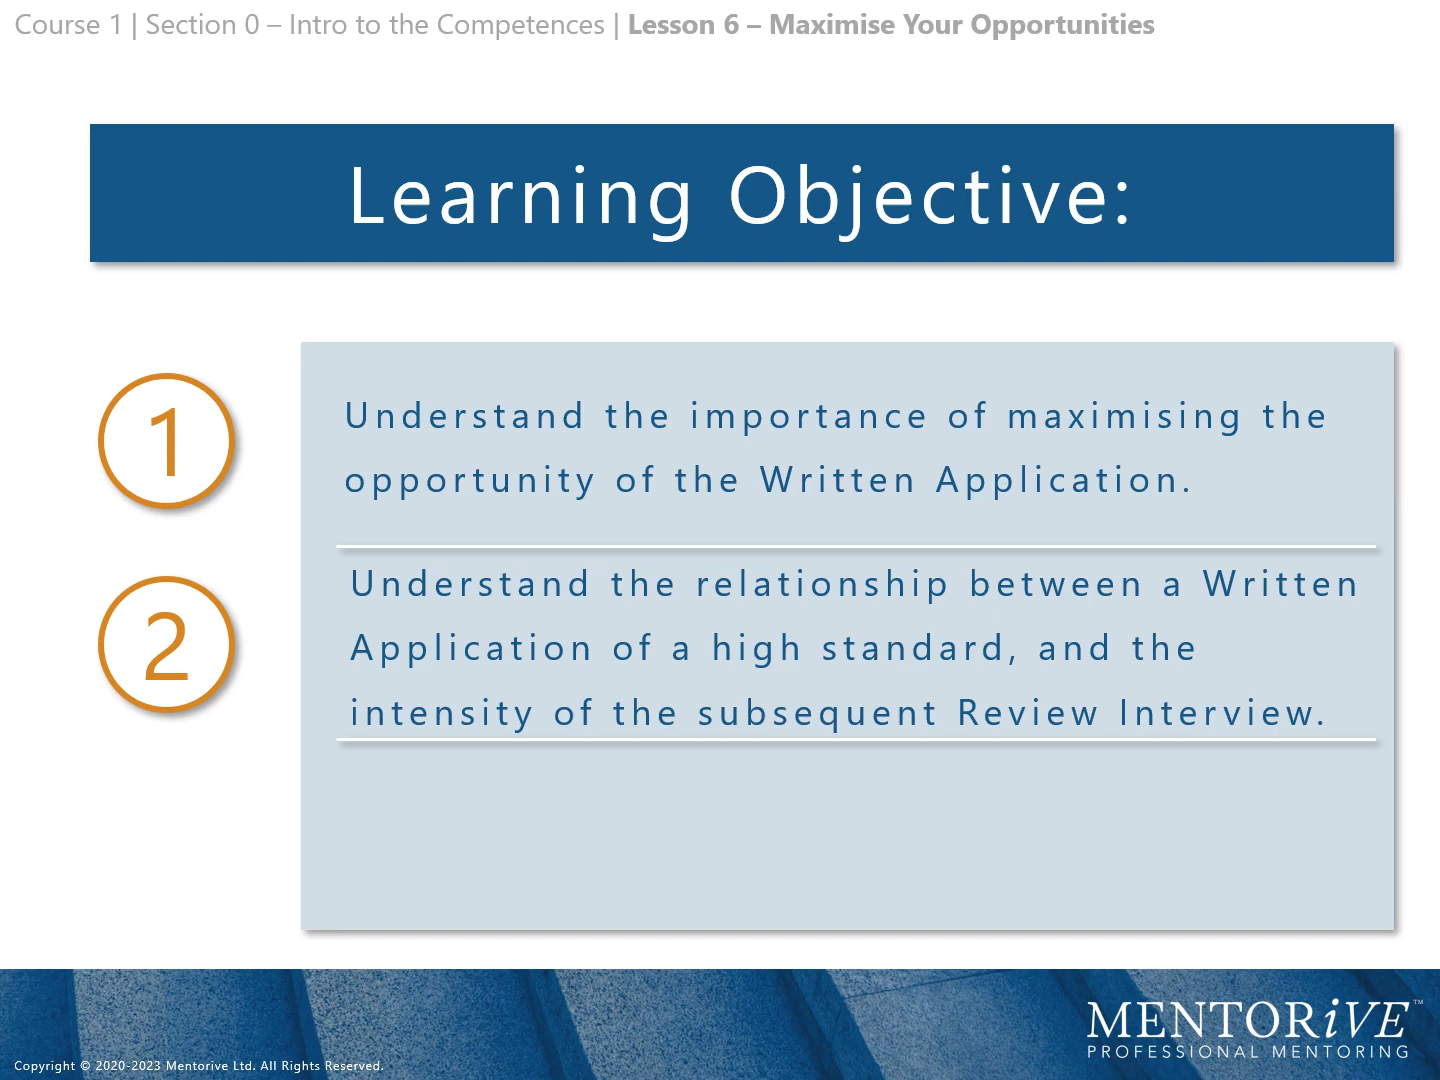 Course 1 | Section 0 – Intro to the Competences | Lesson 6 – Maximise Your Opportunities
Learning Objective:
1
Understand the importance of maximising the
opportunity of the Written Application.
2
Understand the relationship between a Written
Application of a high standard, and the
intensity of the subsequent Review Interview.
MENTORiVE™
PROFESSIONAL MENTORING
Copyright © 2020-2023 Mentorive Ltd. All Rights Reserved.